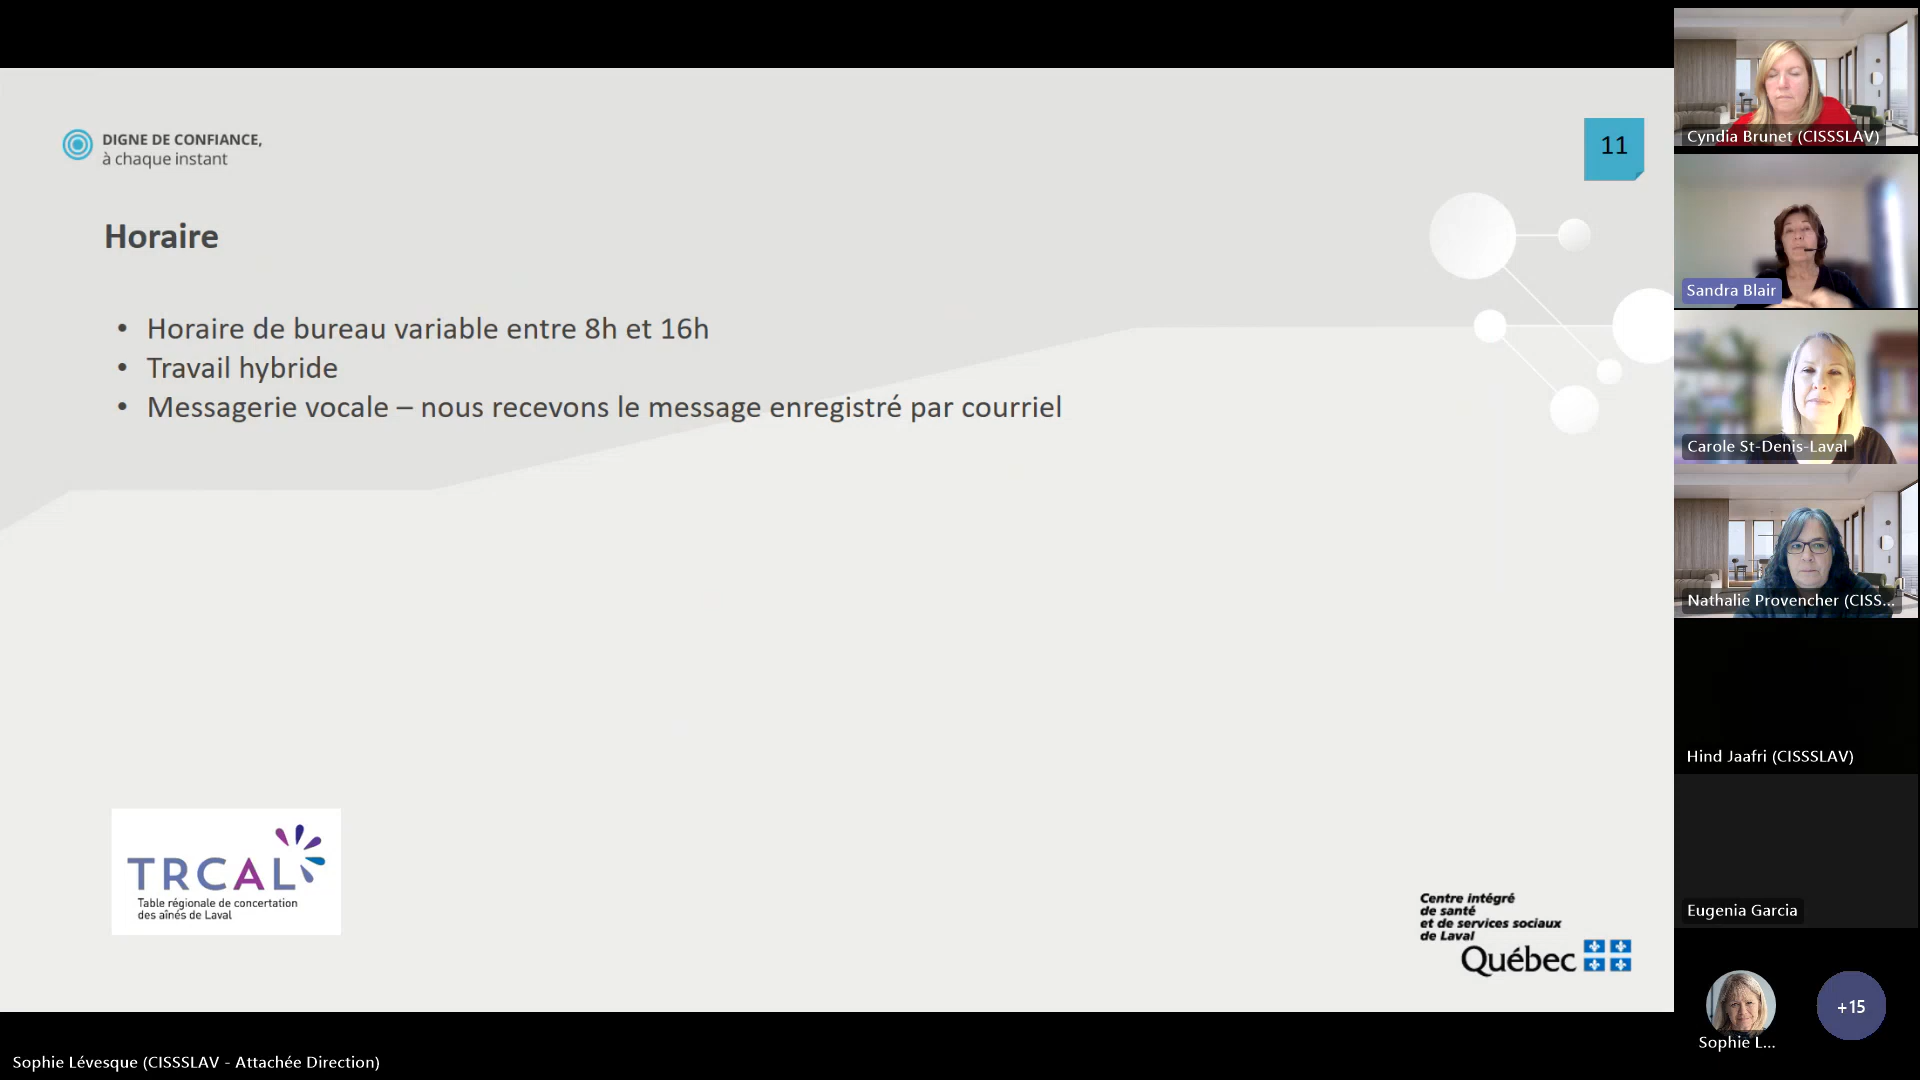 DIGNE DE CONFIANCE,
à chaque instant
11
Horaire
• Horaire de bureau variable entre 8h et 16h
• Travail hybride
• Messagerie vocale – nous recevons le message enregistré par courriel
TRCAL
Table régionale de concertation
des aînés de Laval
Centre intégré
de santé
et de services sociaux
de Laval
Québec
Cyndia Brunet (CISSSLAV)
Sandra Blair
Carole St-Denis-Laval
Nathalie Provencher (CISS...
Hind Jaafri (CISSSLAV)
Eugenia Garcia
Sophie L...
+15
Sophie Lévesque (CISSSLAV - Attachée Direction)